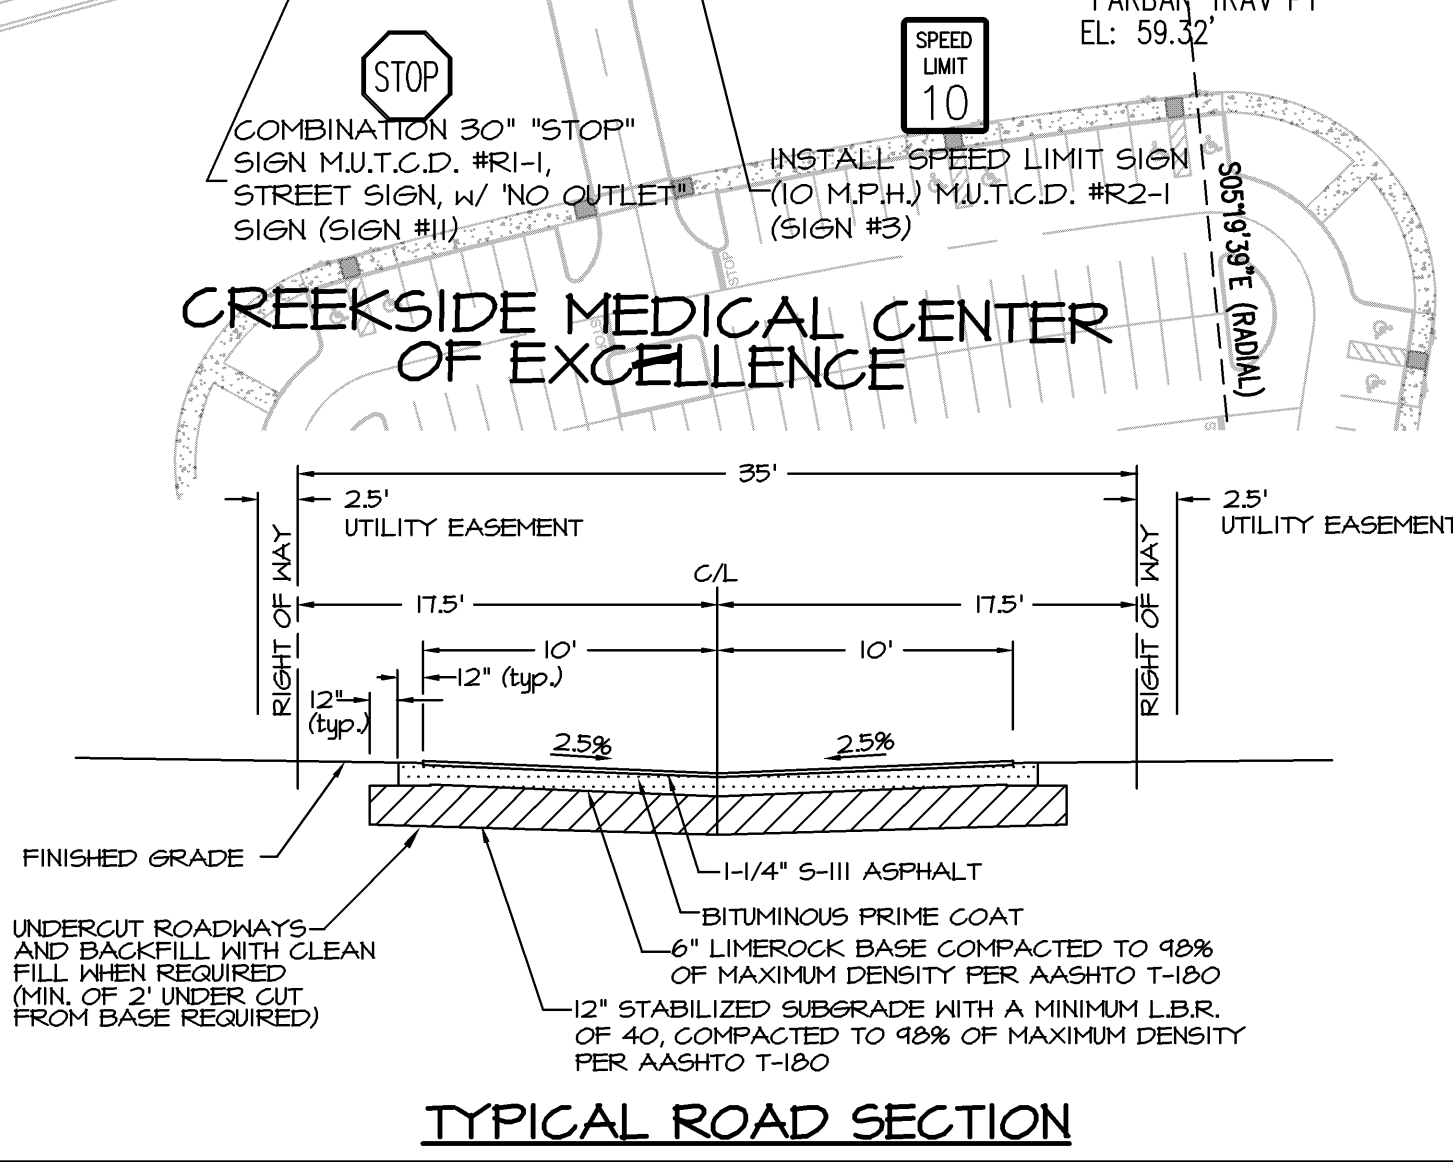 EL: 59.32'
STOP
SPEED
LIMIT
10
COMBINATION 30" "STOP"
SIGN M.U.T.C.D. #R1-1,
STREET SIGN, W/ 'NO OUTLET"
SIGN (SIGN #11)
INSTALL SPEED LIMIT SIGN
(10 M.P.H.) M.U.T.C.D. #R2-1
(SIGN #3)
S05°19'39"E (RADIAL)
STOP
CREEKSIDE MEDICAL CENTER
OF EXCELLENCE
35'
2.5'
UTILITY EASEMENT
2.5'
UTILITY EASEMENT
RIGHT OF WAY
RIGHT OF WAY
C/L
17.5'
17.5'
10'
10'
12" (typ.)
12"
(typ.)
2.5%
2.5%
FINISHED GRADE
1-1/4" S-III ASPHALT
BITUMINOUS PRIME COAT
6" LIMEROCK BASE COMPACTED TO 98%
OF MAXIMUM DENSITY PER AASHTO T-180
12" STABILIZED SUBGRADE WITH A MINIMUM L.B.R.
OF 40, COMPACTED TO 98% OF MAXIMUM DENSITY
PER AASHTO T-180
UNDERCUT ROADWAYS
AND BACKFILL WITH CLEAN
FILL WHEN REQUIRED
(MIN. OF 2' UNDER CUT
FROM BASE REQUIRED)
TYPICAL ROAD SECTION